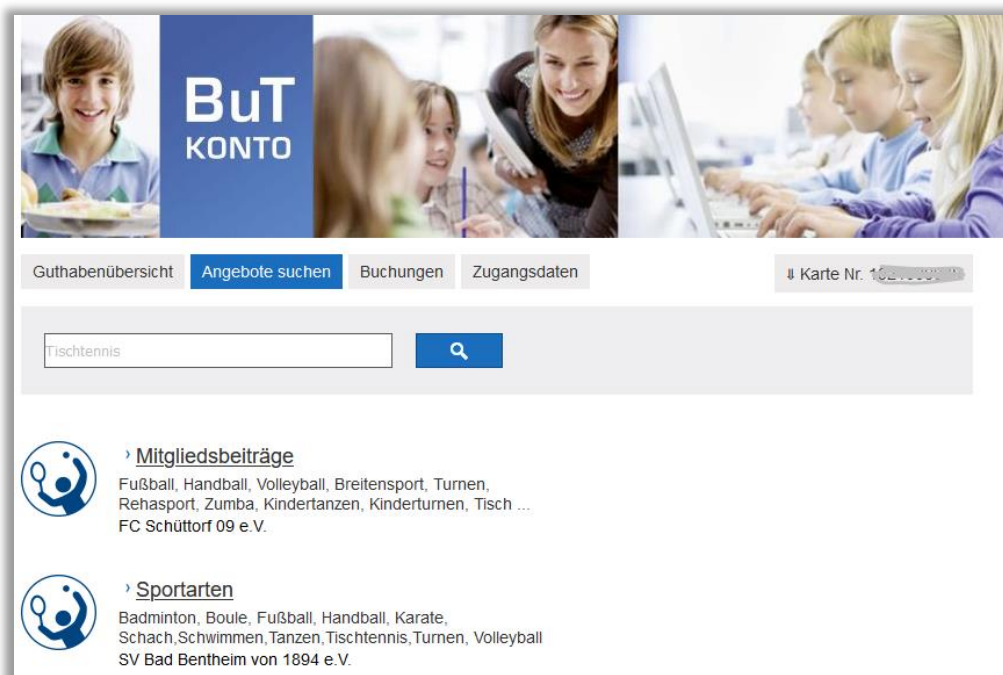 BuT
KONTO
Guthabenübersicht Angebote suchen Buchungen Zugangsdaten ⇓ Karte Nr.
Tischtennis
› Mitgliedsbeiträge
Fußball, Handball, Volleyball, Breitensport, Turnen,
Rehasport, Zumba, Kindertanzen, Kinderturnen, Tisch ...
FC Schüttorf 09 e.V.
› Sportarten
Badminton, Boule, Fußball, Handball, Karate,
Schach,Schwimmen,Tanzen,Tischtennis,Turnen, Volleyball
SV Bad Bentheim von 1894 e.V.